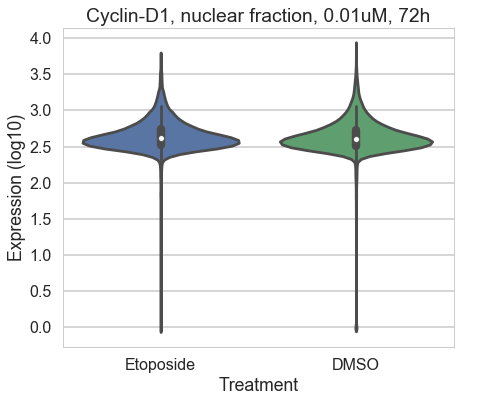 Cyclin-D1, nuclear fraction, 0.01uM, 72h
4.0
3.5
3.0
2.5
2.0
1.5
1.0
0.5
0.0
Expression (log10)
Etoposide DMSO
Treatment